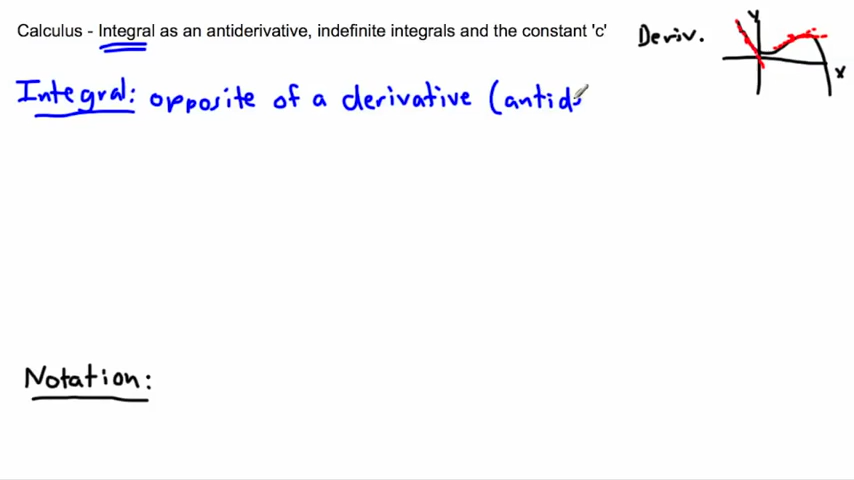 Calculus - Integral as an antiderivative, indefinite integrals and the constant 'c'
Deriv.
y
x
Integral: opposite of a derivative (antid
Notation: